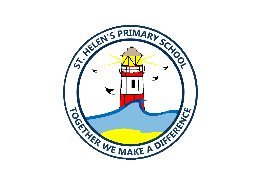 ST. HELEN'S PRIMARY SCHOOL
TOGETHER WE MAKE A DIFFERENCE